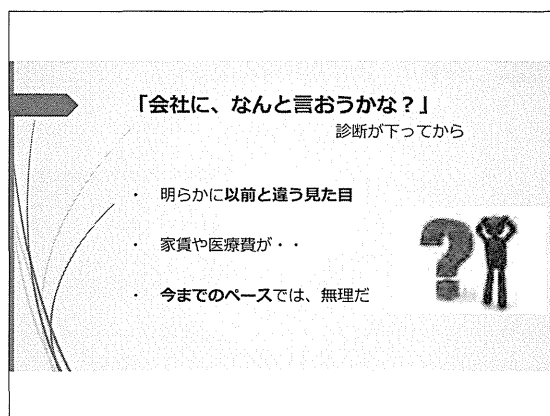 「会社に、なんと言おうかな？」
診断が下ってから
・ 明らかに以前と違う見た目
・ 家賃や医療費が・・
・ 今までのペースでは、無理だ